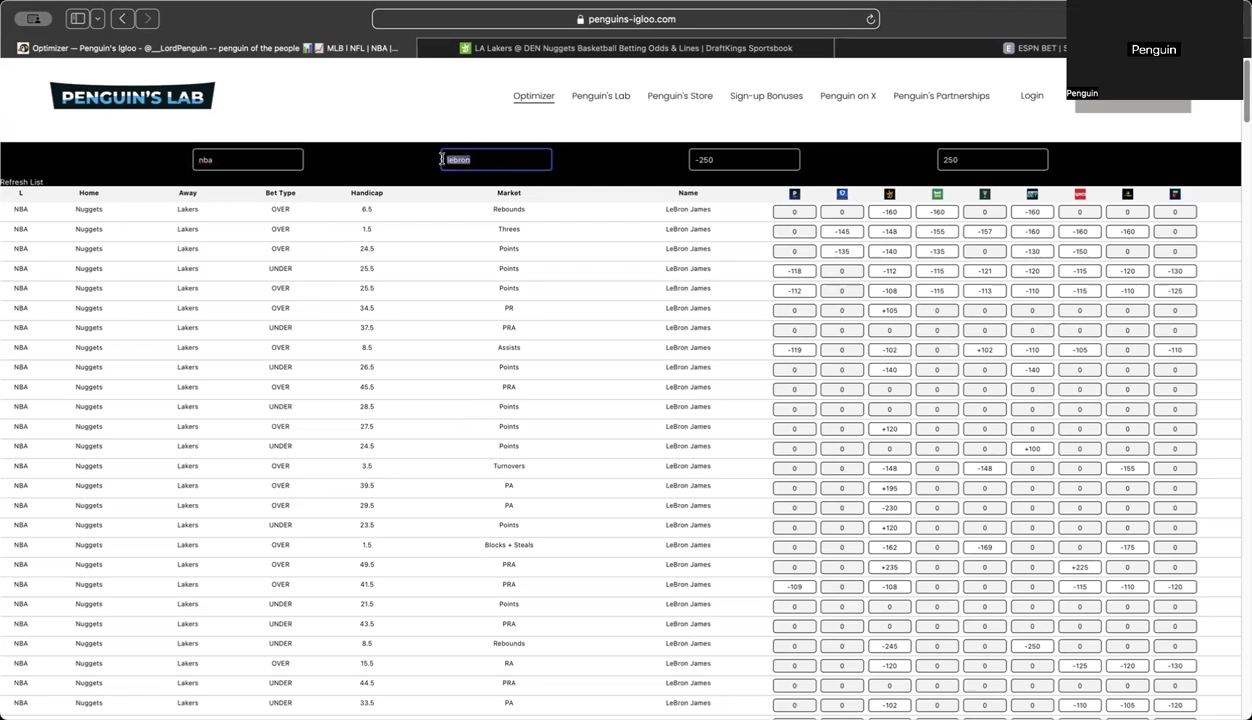 penguins-igloo.com
Optimizer — Penguin's Igloo - @__LordPenguin -- penguin of the people 📊 📈 MLB I NFL | NBA |...
LA Lakers @ DEN Nuggets Basketball Betting Odds & Lines | DraftKings Sportsbook
E ESPN BET | S
Penguin
Penguin
PENGUIN'S LAB
Optimizer Penguin's Lab Penguin's Store Sign-up Bonuses Penguin on X Penguin's Partnerships Login
nba lebron -250 250
Refresh List
L Home Away Bet Type Handicap Market Name
NBA Nuggets Lakers OVER 6.5 Rebounds LeBron James 0 0 -160 -160 0 -160 0 0 0
NBA Nuggets Lakers OVER 1.5 Threes LeBron James 0 -145 -148 -155 -157 -160 -160 -160 0
NBA Nuggets Lakers OVER 24.5 Points LeBron James 0 -135 -140 -135 0 -130 -150 0 0
NBA Nuggets Lakers UNDER 25.5 Points LeBron James -118 0 -112 -115 -121 -120 -115 -120 -130
NBA Nuggets Lakers OVER 25.5 Points LeBron James -112 0 -108 -115 -113 -110 -115 -110 -125
NBA Nuggets Lakers OVER 34.5 PR LeBron James 0 0 +105 0 0 0 0 0 0
NBA Nuggets Lakers UNDER 37.5 PRA LeBron James 0 0 0 0 0 0 0 0 0
NBA Nuggets Lakers OVER 8.5 Assists LeBron James -119 0 -102 0 +102 -110 -105 0 -110
NBA Nuggets Lakers UNDER 26.5 Points LeBron James 0 0 -140 0 0 -140 0 0 0
NBA Nuggets Lakers OVER 45.5 PRA LeBron James 0 0 0 0 0 0 0 0 0
NBA Nuggets Lakers UNDER 28.5 Points LeBron James 0 0 0 0 0 0 0 0 0
NBA Nuggets Lakers OVER 27.5 Points LeBron James 0 0 +120 0 0 0 0 0 0
NBA Nuggets Lakers UNDER 24.5 Points LeBron James 0 0 0 0 0 +100 0 0 0
NBA Nuggets Lakers OVER 3.5 Turnovers LeBron James 0 0 -148 0 -148 0 0 -155 0
NBA Nuggets Lakers OVER 39.5 PA LeBron James 0 0 +195 0 0 0 0 0 0
NBA Nuggets Lakers OVER 29.5 PA LeBron James 0 0 -230 0 0 0 0 0 0
NBA Nuggets Lakers UNDER 23.5 Points LeBron James 0 0 +120 0 0 0 0 0 0
NBA Nuggets Lakers OVER 1.5 Blocks + Steals LeBron James 0 0 -162 0 -169 0 0 -175 0
NBA Nuggets Lakers OVER 49.5 PRA LeBron James 0 0 +235 0 0 0 +225 0 0
NBA Nuggets Lakers OVER 41.5 PRA LeBron James -109 0 -108 0 0 0 -115 -110 -120
NBA Nuggets Lakers UNDER 21.5 Points LeBron James 0 0 0 0 0 0 0 0 0
NBA Nuggets Lakers UNDER 43.5 PRA LeBron James 0 0 0 0 0 0 0 0 0
NBA Nuggets Lakers UNDER 8.5 Rebounds LeBron James 0 0 -245 0 0 -250 0 0 0
NBA Nuggets Lakers OVER 15.5 RA LeBron James 0 0 -120 0 0 0 -125 -120 -130
NBA Nuggets Lakers UNDER 44.5 PRA LeBron James 0 0 0 0 0 0 0 0 0
NBA Nuggets Lakers UNDER 33.5 PA LeBron James 0 0 -102 0 0 0 -110 -105 -120